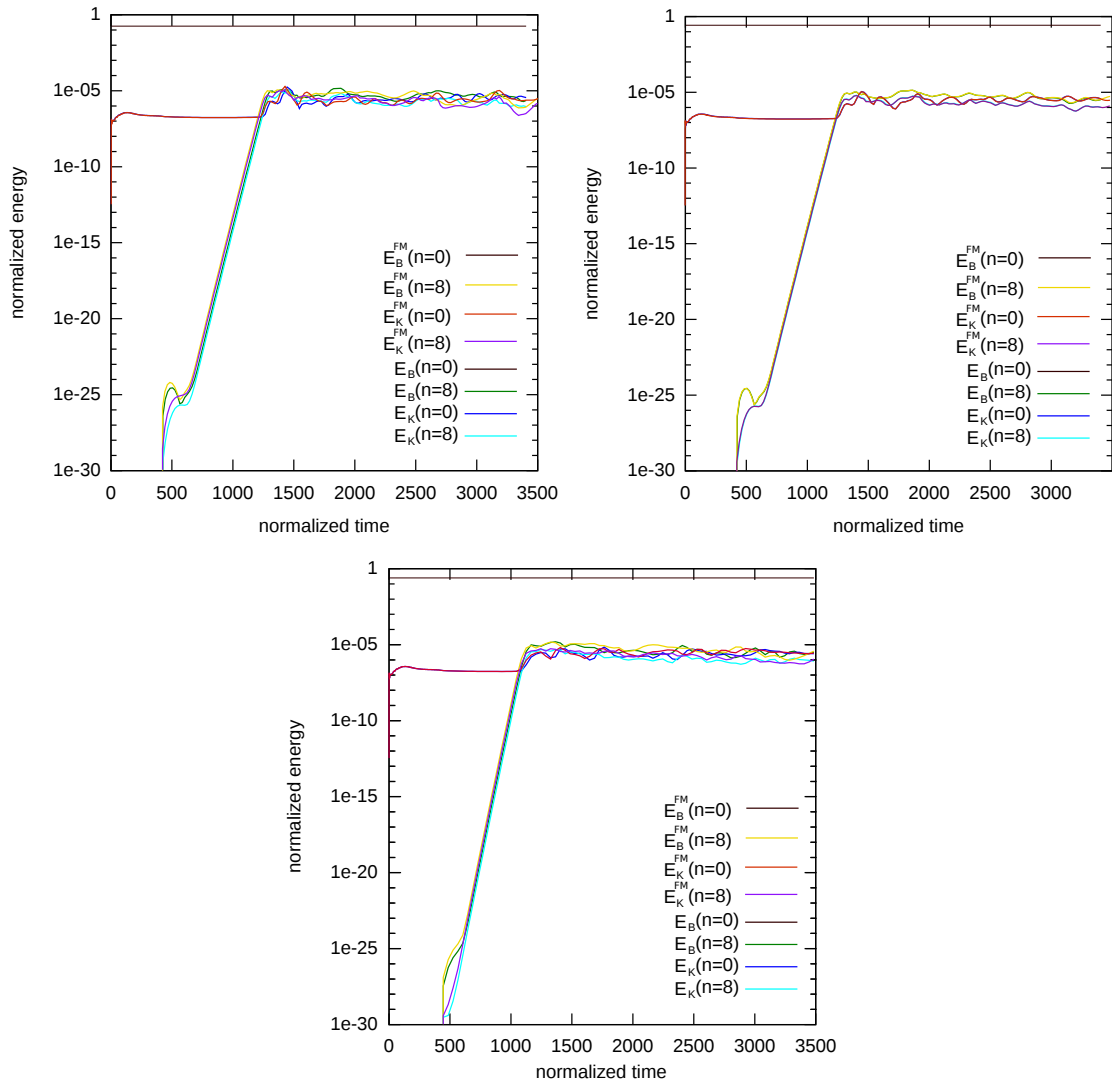 1
1e-05
1e-10
1e-15
1e-20
1e-25
1e-30
normalized energy
0 500 1000 1500 2000 2500 3000 3500
normalized time
E_B^FM(n=0)
E_B^FM(n=8)
E_K^FM(n=0)
E_K^FM(n=8)
E_B(n=0)
E_B(n=8)
E_K(n=0)
E_K(n=8)
1
1e-05
1e-10
1e-15
1e-20
1e-25
1e-30
normalized energy
0 500 1000 1500 2000 2500 3000
normalized time
E_B^FM(n=0)
E_B^FM(n=8)
E_K^FM(n=0)
E_K^FM(n=8)
E_B(n=0)
E_B(n=8)
E_K(n=0)
E_K(n=8)
1
1e-05
1e-10
1e-15
1e-20
1e-25
1e-30
normalized energy
0 500 1000 1500 2000 2500 3000 3500
normalized time
E_B^FM(n=0)
E_B^FM(n=8)
E_K^FM(n=0)
E_K^FM(n=8)
E_B(n=0)
E_B(n=8)
E_K(n=0)
E_K(n=8)